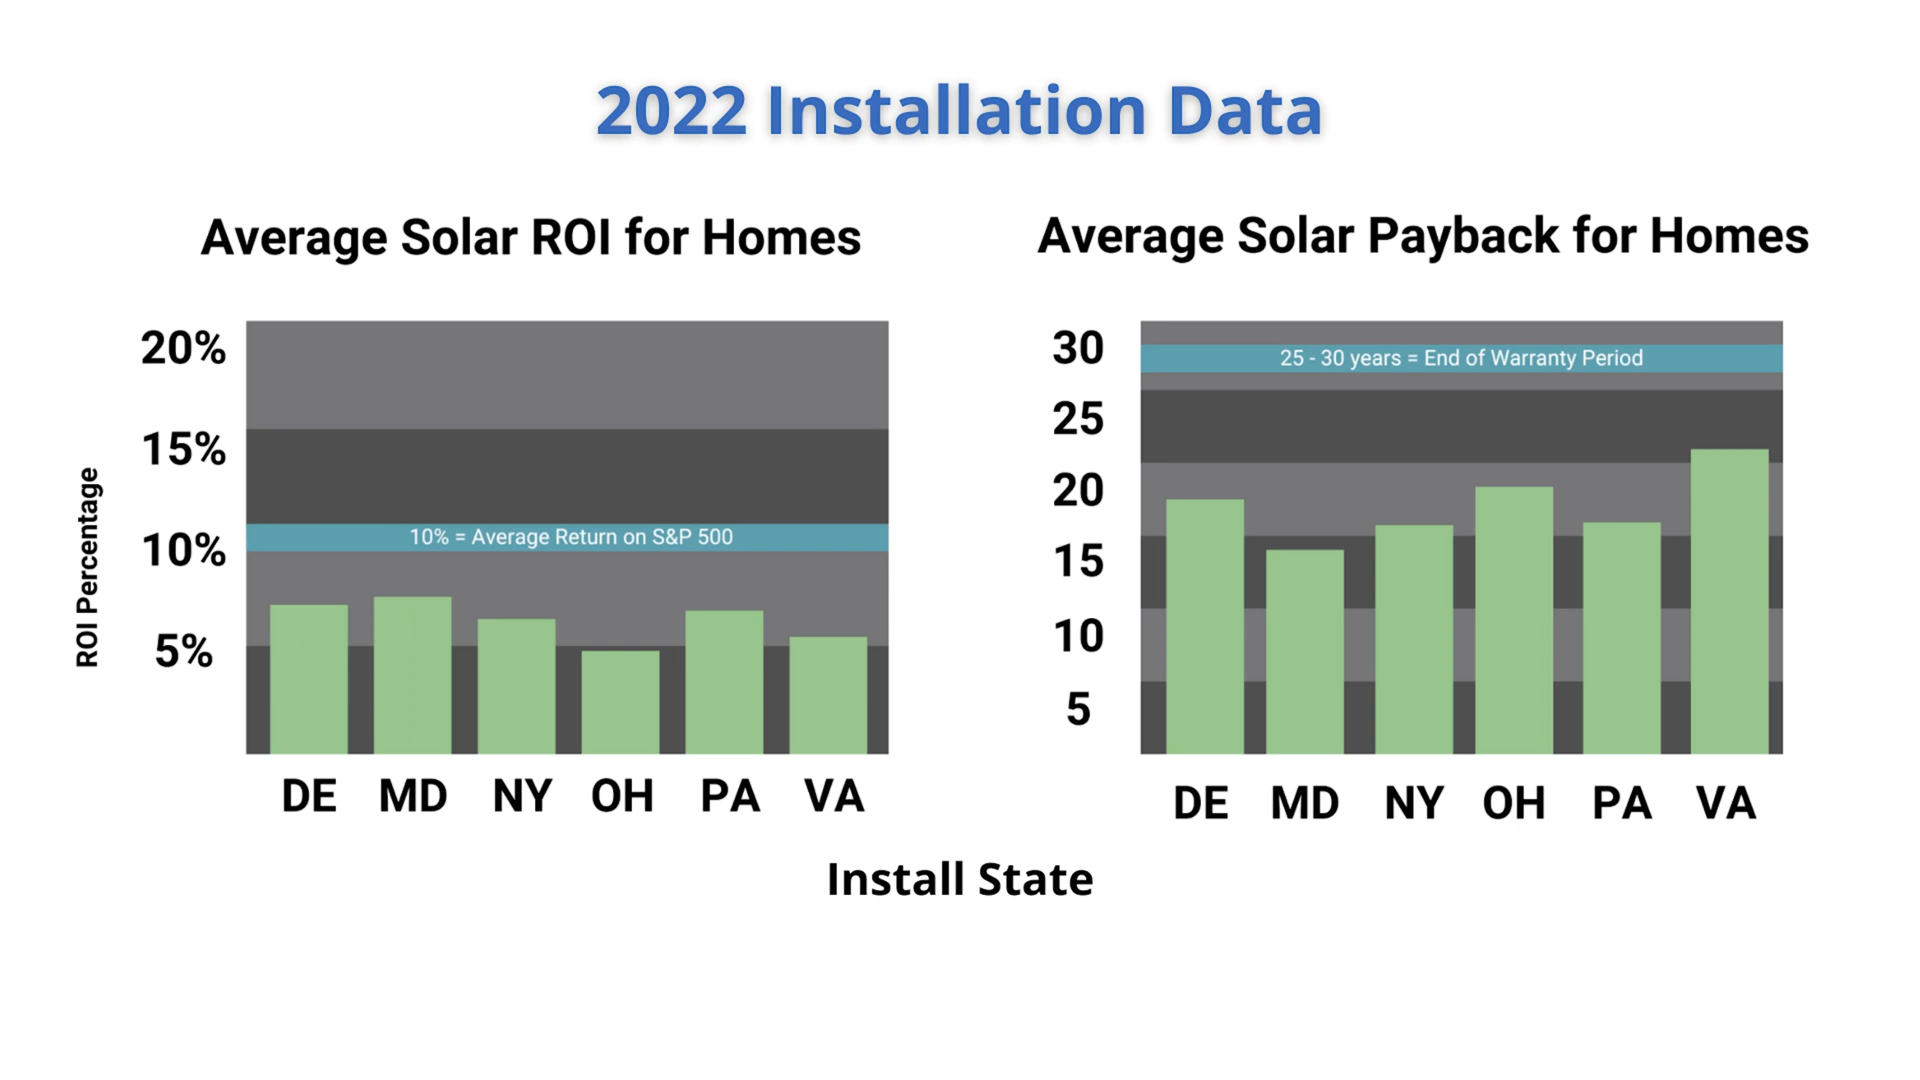 2022 Installation Data
Average Solar ROI for Homes
20%
15%
10%
5%
ROI Percentage
10% = Average Return on S&P 500
DE MD NY OH PA VA
Average Solar Payback for Homes
30
25
20
15
10
5
25 - 30 years = End of Warranty Period
DE MD NY OH PA VA
Install State